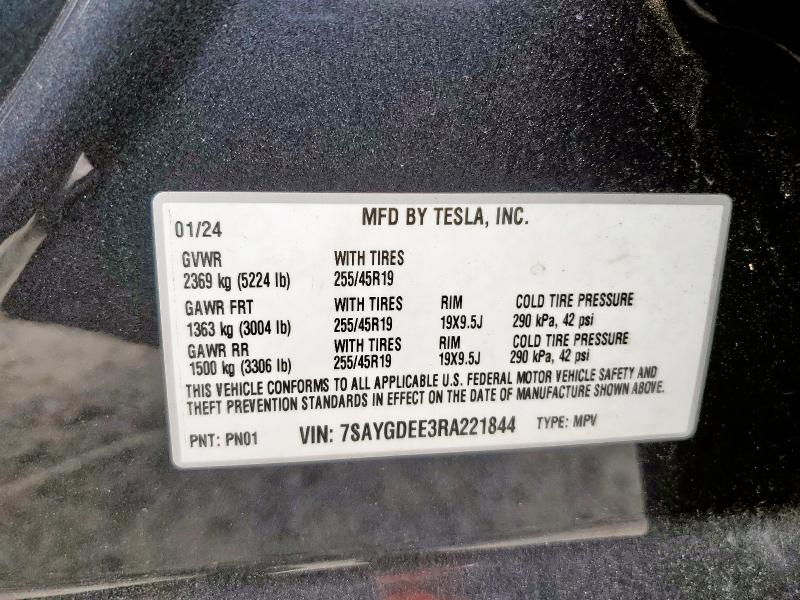 MFD BY TESLA, INC.
01/24
GVWR WITH TIRES
2369 kg (5224 lb) 255/45R19
GAWR FRT WITH TIRES RIM COLD TIRE PRESSURE
1363 kg (3004 lb) 255/45R19 19X9.5J 290 kPa, 42 psi
GAWR RR WITH TIRES RIM COLD TIRE PRESSURE
1500 kg (3306 lb) 255/45R19 19X9.5J 290 kPa, 42 psi
THIS VEHICLE CONFORMS TO ALL APPLICABLE U.S. FEDERAL MOTOR VEHICLE SAFETY AND
THEFT PREVENTION STANDARDS IN EFFECT ON THE DATE OF MANUFACTURE SHOWN ABOVE.
PNT: PN01 VIN: 7SAYGDEE3RA221844 TYPE: MPV